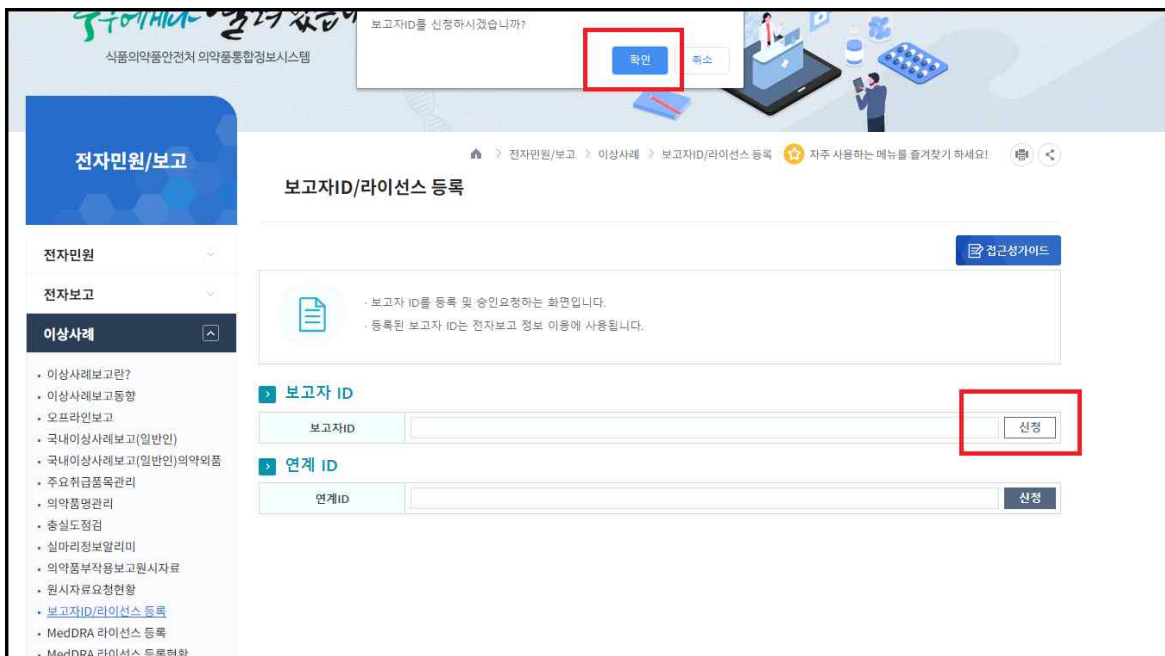 식품의약품안전처 의약품통합정보시스템
보고자ID를 신청하시겠습니까?
확인
취소
전자민원/보고
전자민원/보고 > 이상사례 > 보고자ID/라이선스 등록
자주 사용하는 메뉴를 즐겨찾기 하세요!
보고자ID/라이선스 등록
접근성가이드
전자민원
전자보고
이상사례
· 보고자 ID를 등록 및 승인요청하는 화면입니다.
· 등록된 보고자 ID는 전자보고 정보 이용에 사용됩니다.
이상사례보고란?
이상사례보고동향
오프라인보고
국내이상사례보고(일반인)
국내이상사례보고(일반인)의약외품
주요취급품목관리
의약품명관리
충실도점검
실마리정보알리미
의약품부작용보고원시자료
원시자료요청현황
보고자ID/라이선스 등록
MedDRA 라이선스 등록
MedDRA 라이선스 등록현황
보고자 ID
보고자ID
신청
연계 ID
연계ID
신청